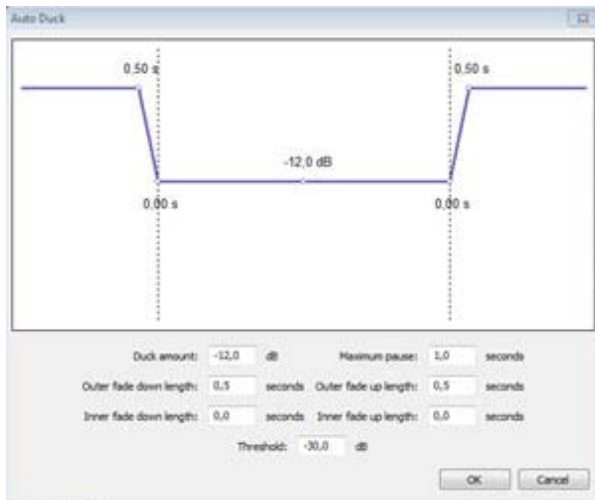 Auto Duck
0,50 s 0,50 s
-12,0 dB
0,00 s 0,00 s
Duck amount: -12,0 dB Maximum pause: 1,0 seconds
Outer fade down length: 0,5 seconds Outer fade up length: 0,5 seconds
Inner fade down length: 0,0 seconds Inner fade up length: 0,0 seconds
Threshold: -30,0 dB
OK Cancel